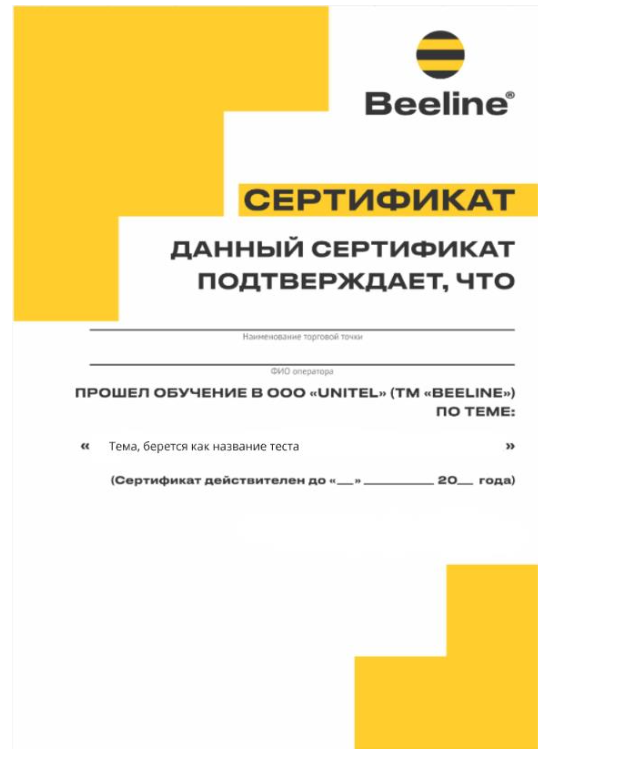 Beeline®
СЕРТИФИКАТ
ДАННЫЙ СЕРТИФИКАТ
ПОДТВЕРЖДАЕТ, ЧТО
Наименование торговой точки
ФИО оператора
ПРОШЕЛ ОБУЧЕНИЕ В ООО «UNITEL» (ТМ «BEELINE»)
ПО ТЕМЕ:
« Тема, берется как название теста »
(Сертификат действителен до «__» __________ 20__ года)